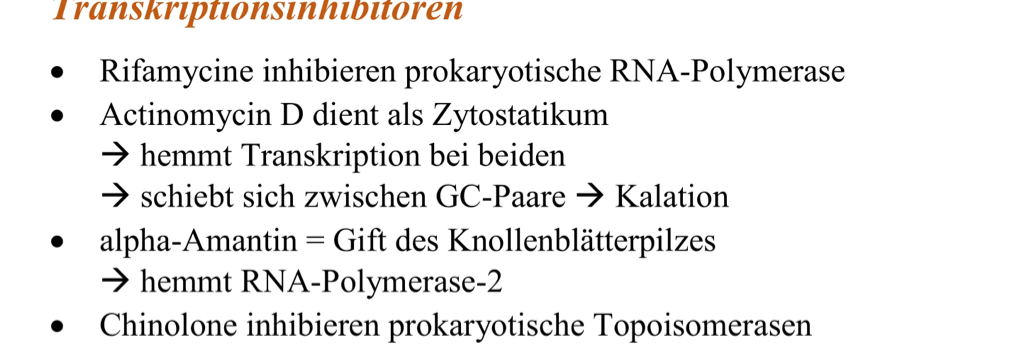 Transkriptionsinhibitoren
• Rifamycine inhibieren prokaryotische RNA-Polymerase
• Actinomycin D dient als Zytostatikum
→ hemmt Transkription bei beiden
→ schiebt sich zwischen GC-Paare → Kalation
• alpha-Amantin = Gift des Knollenblätterpilzes
→ hemmt RNA-Polymerase-2
• Chinolone inhibieren prokaryotische Topoisomerasen